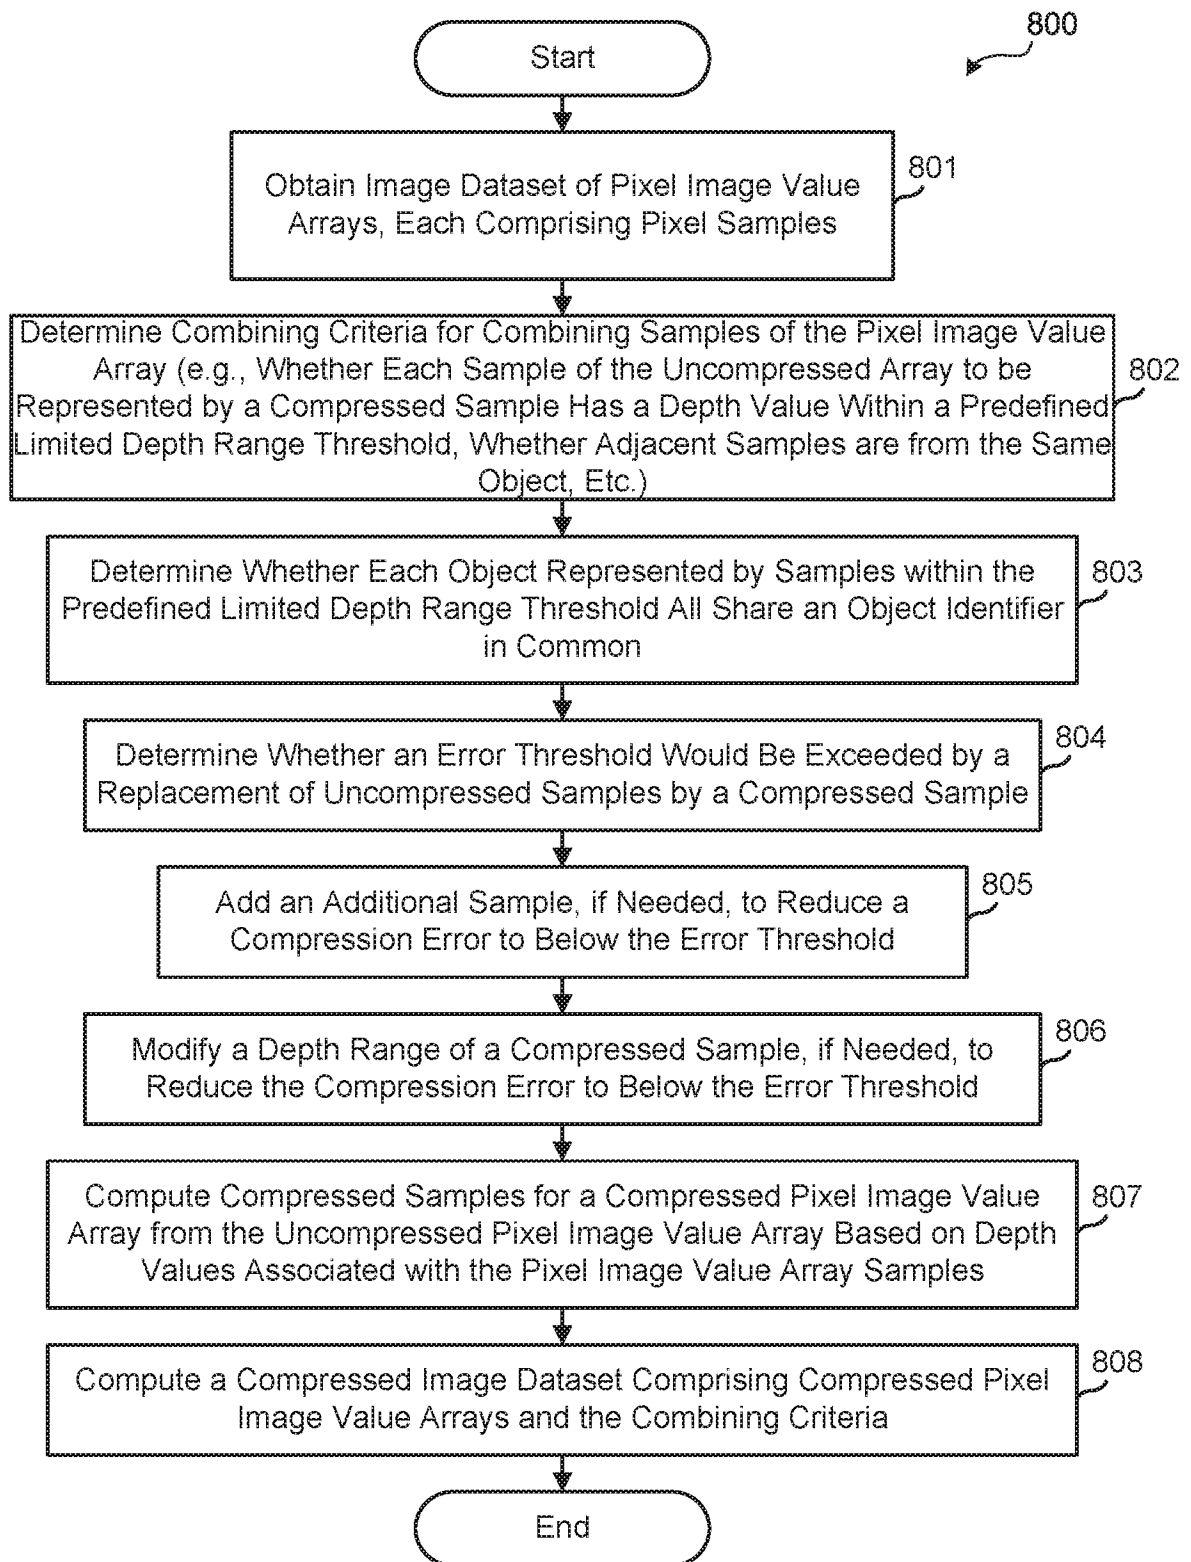 800
Start
801
Obtain Image Dataset of Pixel Image Value
Arrays, Each Comprising Pixel Samples
802
Determine Combining Criteria for Combining Samples of the Pixel Image Value
Array (e.g., Whether Each Sample of the Uncompressed Array to be
Represented by a Compressed Sample Has a Depth Value Within a Predefined
Limited Depth Range Threshold, Whether Adjacent Samples are from the Same
Object, Etc.)
803
Determine Whether Each Object Represented by Samples within the
Predefined Limited Depth Range Threshold All Share an Object Identifier
in Common
804
Determine Whether an Error Threshold Would Be Exceeded by a
Replacement of Uncompressed Samples by a Compressed Sample
805
Add an Additional Sample, if Needed, to Reduce a
Compression Error to Below the Error Threshold
806
Modify a Depth Range of a Compressed Sample, if Needed, to
Reduce the Compression Error to Below the Error Threshold
807
Compute Compressed Samples for a Compressed Pixel Image Value
Array from the Uncompressed Pixel Image Value Array Based on Depth
Values Associated with the Pixel Image Value Array Samples
808
Compute a Compressed Image Dataset Comprising Compressed Pixel
Image Value Arrays and the Combining Criteria
End